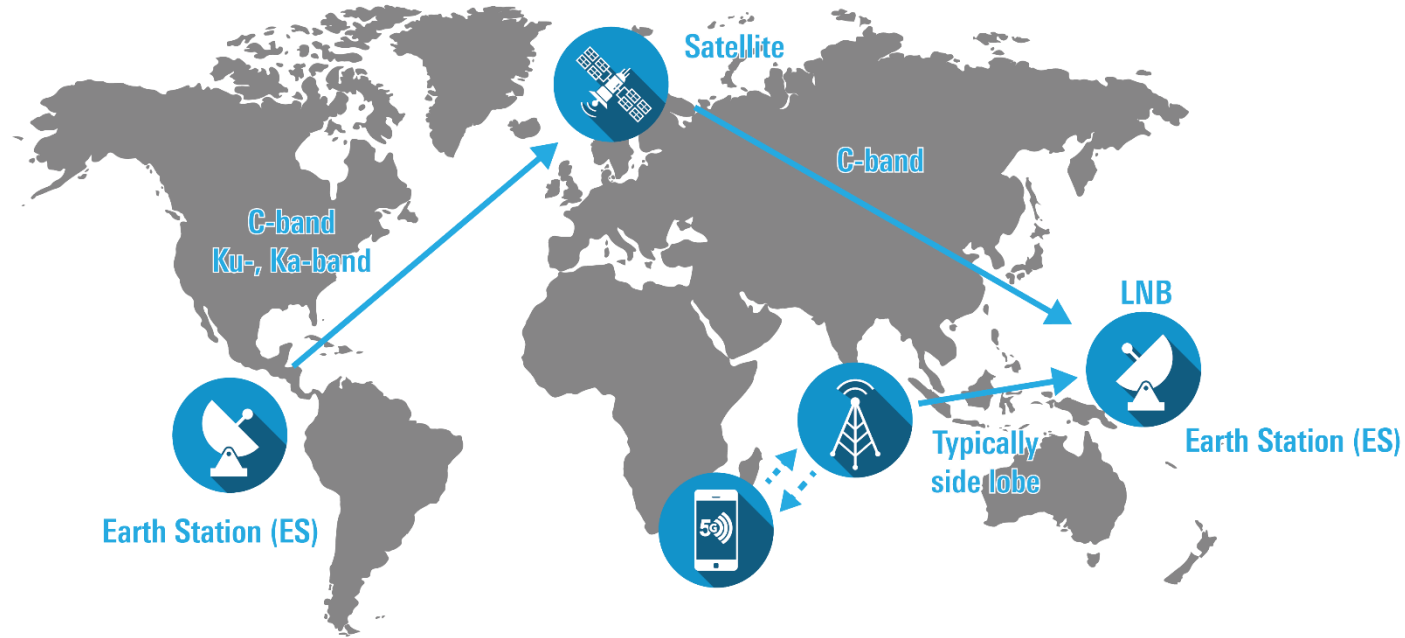 Satellite
C-band
C-band
Ku-, Ka-band
LNB
Earth Station (ES)
Typically
side lobe
5G
Earth Station (ES)